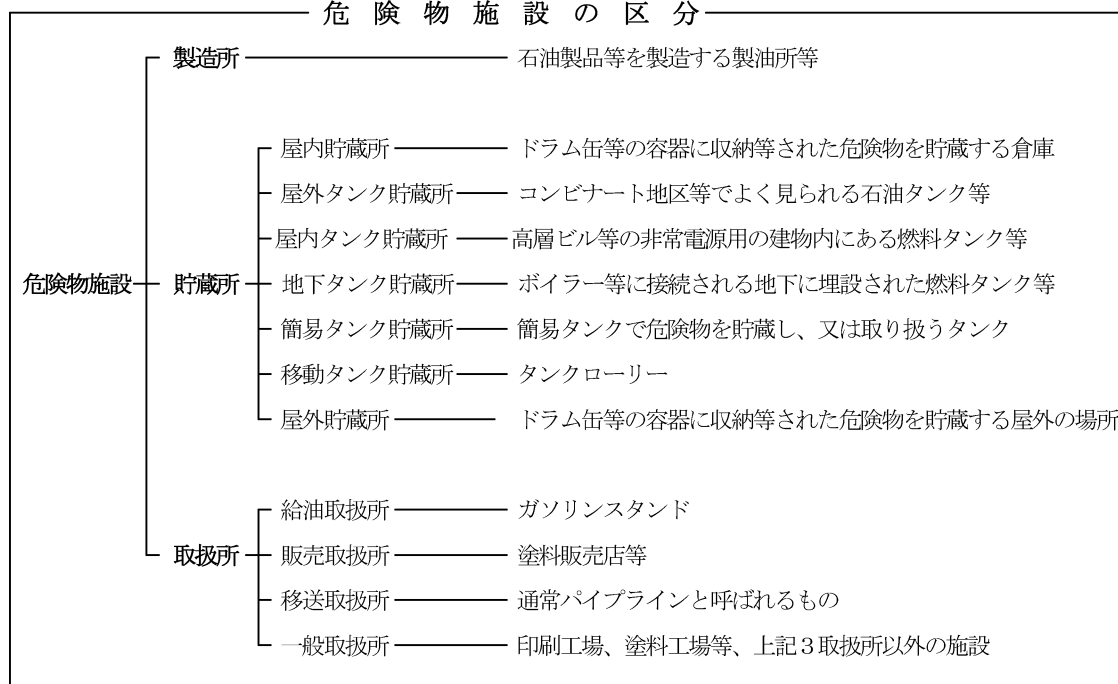 危険物施設の区分
製造所 石油製品等を製造する製油所等
屋内貯蔵所 ドラム缶等の容器に収納等された危険物を貯蔵する倉庫
屋外タンク貯蔵所 コンビナート地区等でよく見られる石油タンク等
屋内タンク貯蔵所 高層ビル等の非常電源用の建物内にある燃料タンク等
危険物施設 貯蔵所 地下タンク貯蔵所 ボイラー等に接続される地下に埋設された燃料タンク等
簡易タンク貯蔵所 簡易タンクで危険物を貯蔵し、又は取り扱うタンク
移動タンク貯蔵所 タンクローリー
屋外貯蔵所 ドラム缶等の容器に収納等された危険物を貯蔵する屋外の場所
給油取扱所 ガソリンスタンド
取扱所 販売取扱所 塗料販売店等
移送取扱所 通常パイプラインと呼ばれるもの
一般取扱所 印刷工場、塗料工場等、上記３取扱所以外の施設